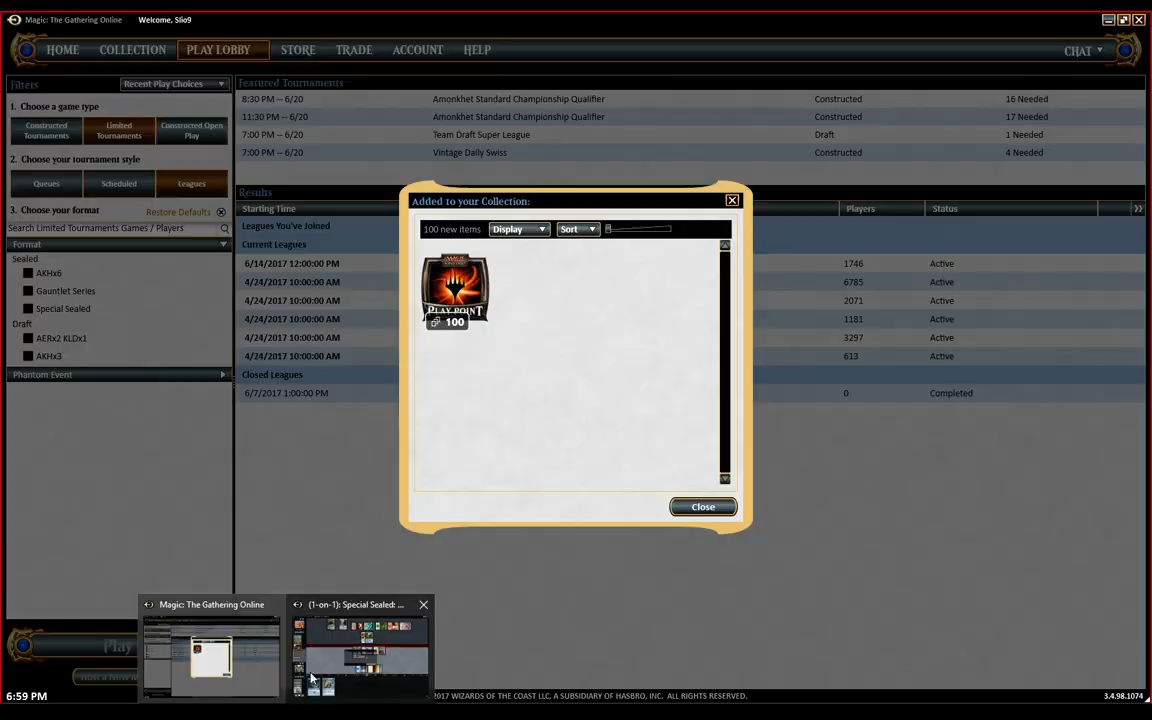 Magic: The Gathering Online Welcome, Slio9
HOME COLLECTION PLAY LOBBY STORE TRADE ACCOUNT HELP CHAT
Filters Recent Play Choices
1. Choose a game type
Constructed Tournaments Limited Tournaments Constructed Open Play
2. Choose your tournament style
Queues Scheduled Leagues
3. Choose your format Restore Defaults
Search Limited Tournaments Games / Players
Format
Sealed
AKHx6
Gauntlet Series
Special Sealed
Draft
AERx2 KLDx1
AKHx3
Phantom Event
Featured Tournaments
8:30 PM -- 6/20 Amonkhet Standard Championship Qualifier Constructed 16 Needed
11:30 PM -- 6/20 Amonkhet Standard Championship Qualifier Constructed 17 Needed
7:00 PM -- 6/20 Team Draft Super League Draft 1 Needed
7:00 PM -- 6/20 Vintage Daily Swiss Constructed 4 Needed
Results
Starting Time Players Status
Leagues You've Joined
Current Leagues
6/14/2017 12:00:00 PM 1746 Active
4/24/2017 10:00:00 AM 6785 Active
4/24/2017 10:00:00 AM 2071 Active
4/24/2017 10:00:00 AM 1181 Active
4/24/2017 10:00:00 AM 3297 Active
4/24/2017 10:00:00 AM 613 Active
Closed Leagues
6/7/2017 1:00:00 PM 0 Completed
Added to your Collection:
100 new items Display Sort
PLAY POINT
100
Close
Magic: The Gathering Online (1-on-1): Special Sealed: ...
Play
6:59 PM 2017 WIZARDS OF THE COAST LLC, A SUBSIDIARY OF HASBRO, INC. ALL RIGHTS RESERVED. 3.4.98.1074